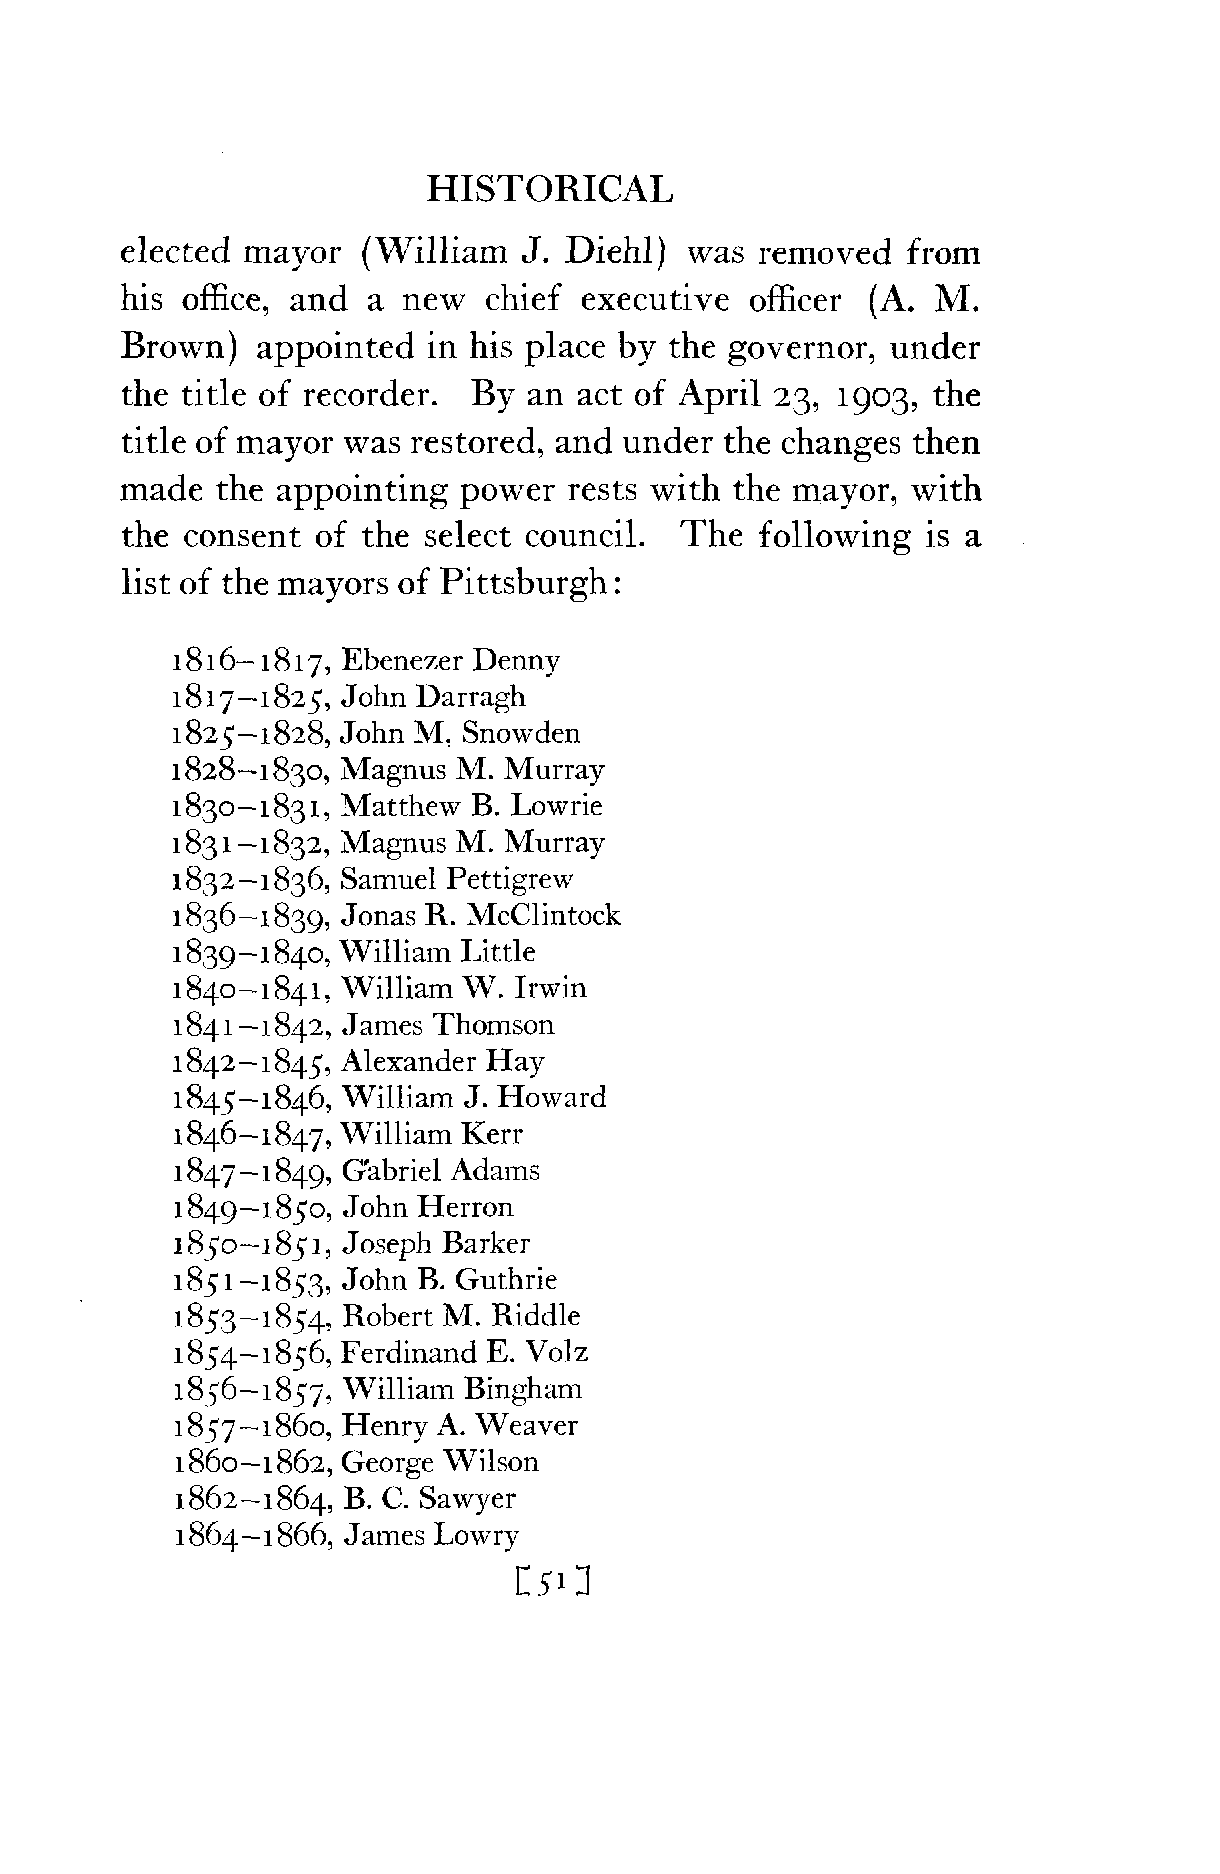 HISTORICAL
elected mayor (William J. Diehl) was removed from
his office, and a new chief executive officer (A. M.
Brown) appointed in his place by the governor, under
the title of recorder. By an act of April 23, 1903, the
title of mayor was restored, and under the changes then
made the appointing power rests with the mayor, with
the consent of the select council. The following is a
list of the mayors of Pittsburgh:
1816–1817, Ebenezer Denny
1817–1825, John Darragh
1825–1828, John M. Snowden
1828–1830, Magnus M. Murray
1830–1831, Matthew B. Lowrie
1831–1832, Magnus M. Murray
1832–1836, Samuel Pettigrew
1836–1839, Jonas R. McClintock
1839–1840, William Little
1840–1841, William W. Irwin
1841–1842, James Thomson
1842–1845, Alexander Hay
1845–1846, William J. Howard
1846–1847, William Kerr
1847–1849, Gabriel Adams
1849–1850, John Herron
1850–1851, Joseph Barker
1851–1853, John B. Guthrie
1853–1854, Robert M. Riddle
1854–1856, Ferdinand E. Volz
1856–1857, William Bingham
1857–1860, Henry A. Weaver
1860–1862, George Wilson
1862–1864, B. C. Sawyer
1864–1866, James Lowry
[51]